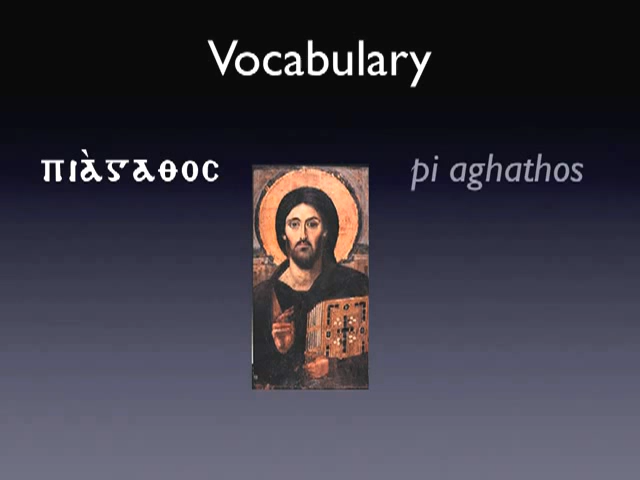 Vocabulary
ⲡⲓⲁ̀ⲅⲁⲑⲟⲥ
pi aghathos